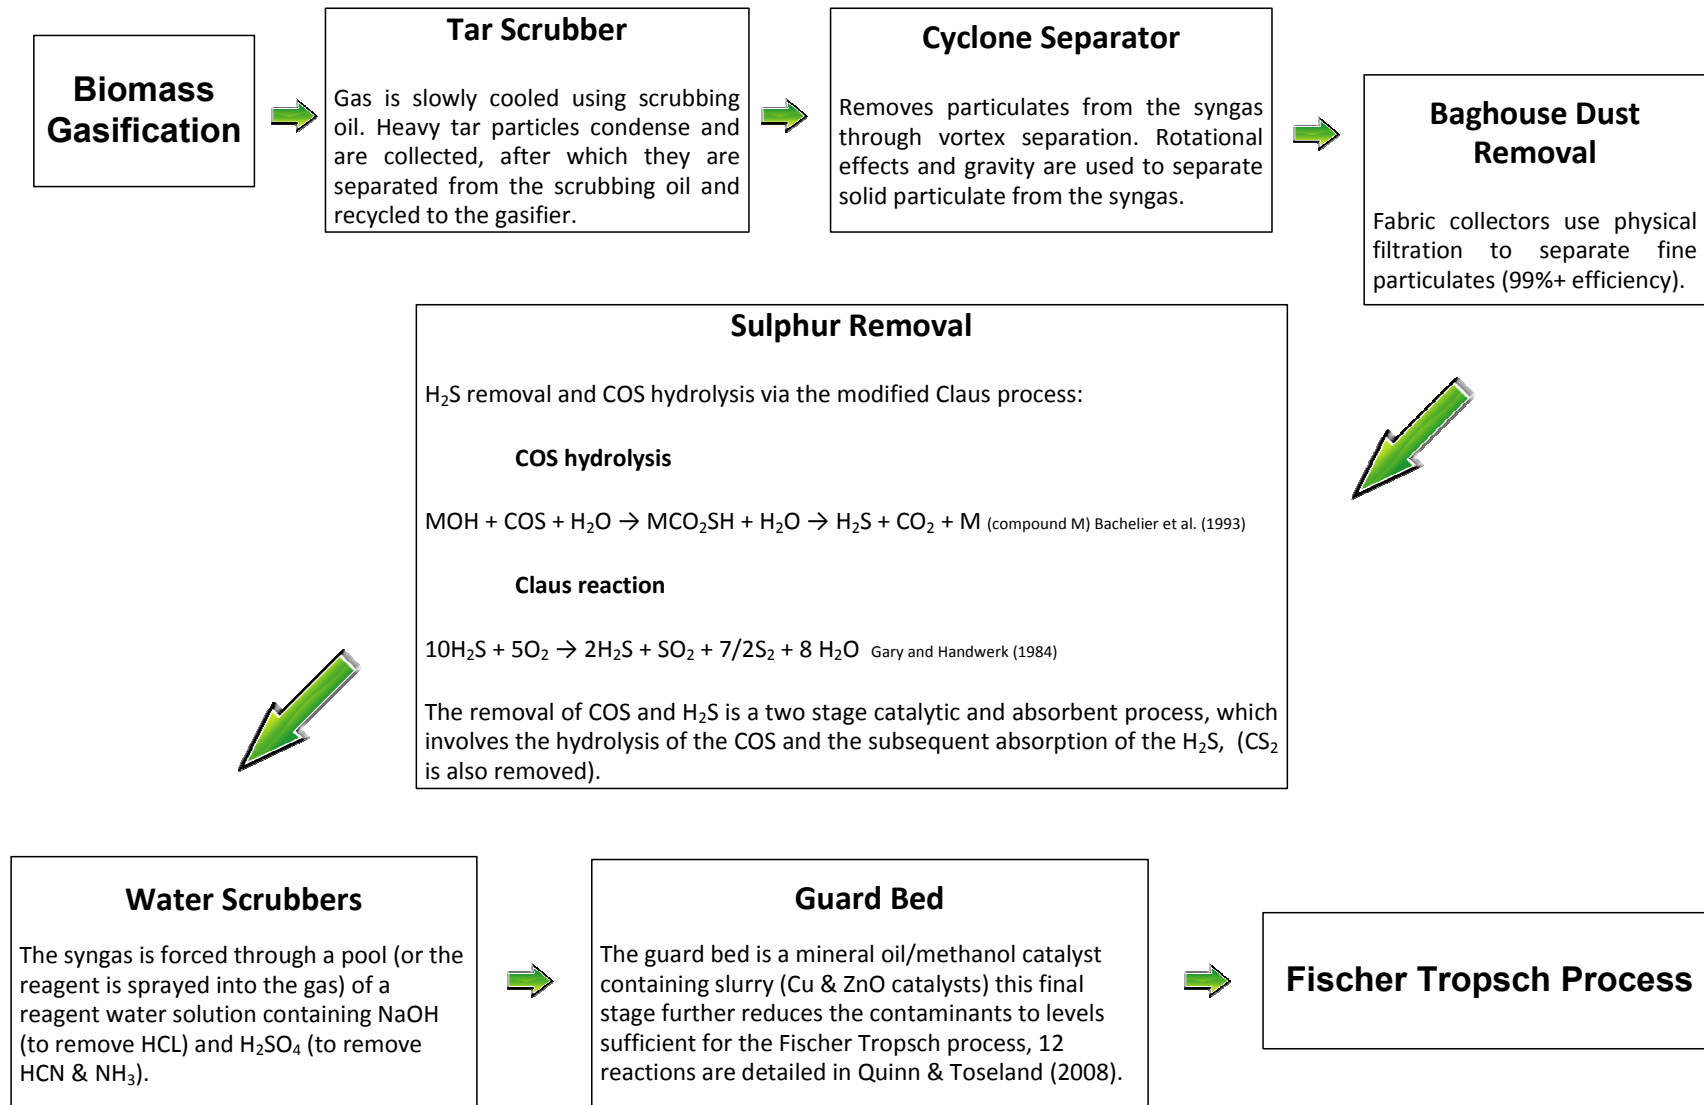 Biomass
Gasification
Tar Scrubber
Gas is slowly cooled using scrubbing
oil. Heavy tar particles condense and
are collected, after which they are
separated from the scrubbing oil and
recycled to the gasifier.
Cyclone Separator
Removes particulates from the syngas
through vortex separation. Rotational
effects and gravity are used to separate
solid particulate from the syngas.
Baghouse Dust
Removal
Fabric collectors use physical
filtration to separate fine
particulates (99%+ efficiency).
Sulphur Removal
H₂S removal and COS hydrolysis via the modified Claus process:
COS hydrolysis
MOH + COS + H₂O → MCO₂SH + H₂O → H₂S + CO₂ + M (compound M) Bachelier et al. (1993)
Claus reaction
10H₂S + 5O₂ → 2H₂S + SO₂ + 7/2S₂ + 8 H₂O Gary and Handwerk (1984)
The removal of COS and H₂S is a two stage catalytic and absorbent process, which
involves the hydrolysis of the COS and the subsequent absorption of the H₂S, (CS₂
is also removed).
Water Scrubbers
The syngas is forced through a pool (or the
reagent is sprayed into the gas) of a
reagent water solution containing NaOH
(to remove HCL) and H₂SO₄ (to remove
HCN & NH₃).
Guard Bed
The guard bed is a mineral oil/methanol catalyst
containing slurry (Cu & ZnO catalysts) this final
stage further reduces the contaminants to levels
sufficient for the Fischer Tropsch process, 12
reactions are detailed in Quinn & Toseland (2008).
Fischer Tropsch Process